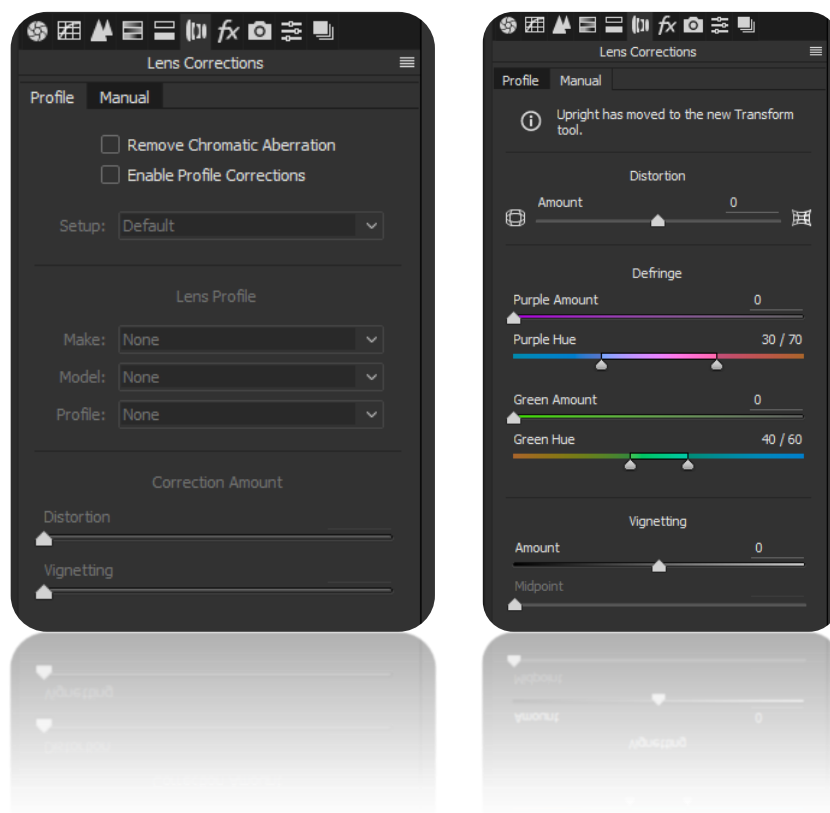 fx
Lens Corrections
Profile Manual
Remove Chromatic Aberration
Enable Profile Corrections
Setup: Default
Lens Profile
Make: None
Model: None
Profile: None
Correction Amount
Distortion
Vignetting
fx
Lens Corrections
Profile Manual
Upright has moved to the new Transform
tool.
Distortion
Amount 0
Defringe
Purple Amount 0
Purple Hue 30 / 70
Green Amount 0
Green Hue 40 / 60
Vignetting
Amount 0
Midpoint